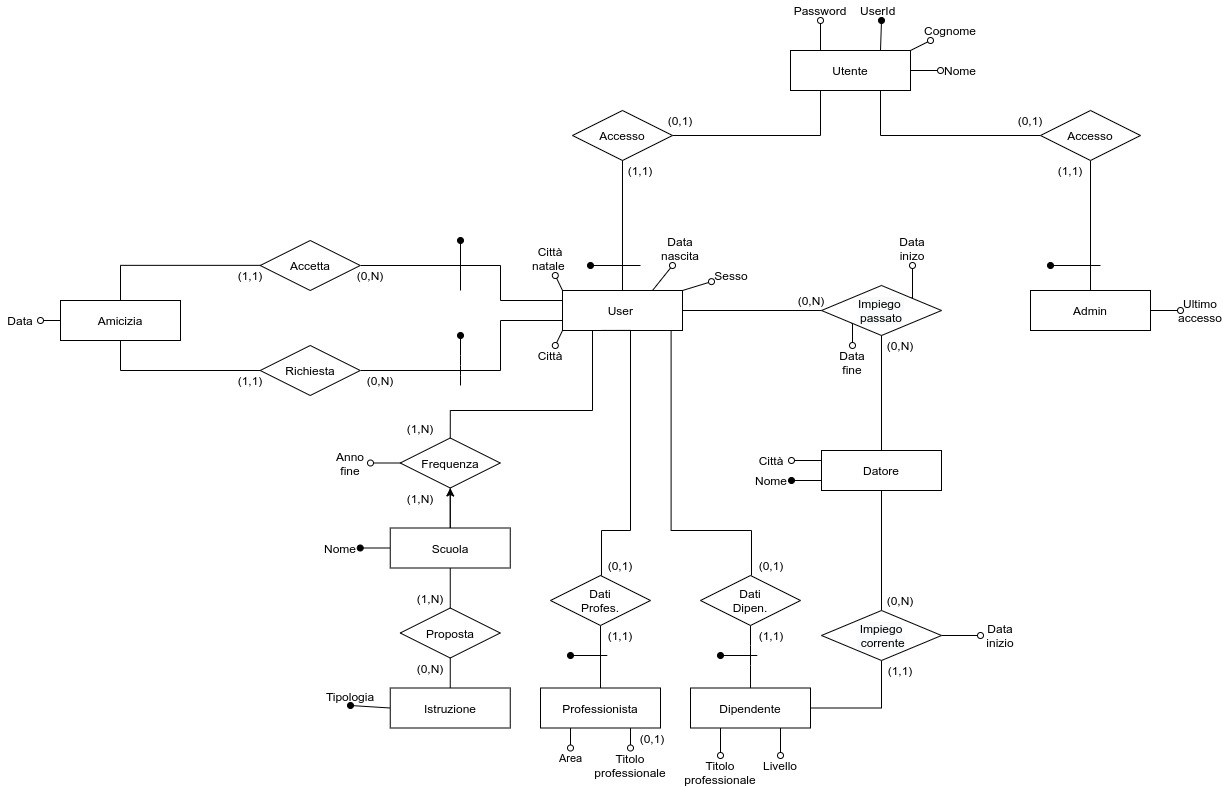 Password
UserId
Cognome
Utente
Nome
(0,1)
(0,1)
Accesso
Accesso
(1,1)
(1,1)
Città
natale
Data
nascita
Data
inizo
Accetta
(1,1)
(0,N)
Sesso
(0,N)
Impiego
passato
Ultimo
accesso
Data
Amicizia
User
Admin
Città
Data
fine
(0,N)
Richiesta
(1,1)
(0,N)
(1,N)
Anno
fine
Frequenza
Città
Datore
Nome
(1,N)
Nome
Scuola
(0,1)
(0,1)
(1,N)
Dati
Profes.
Dati
Dipen.
(0,N)
Proposta
(1,1)
(1,1)
Impiego
corrente
Data
inizio
(0,N)
(1,1)
Tipologia
Istruzione
Professionista
Dipendente
(0,1)
Area
Titolo
professionale
Titolo
professionale
Livello